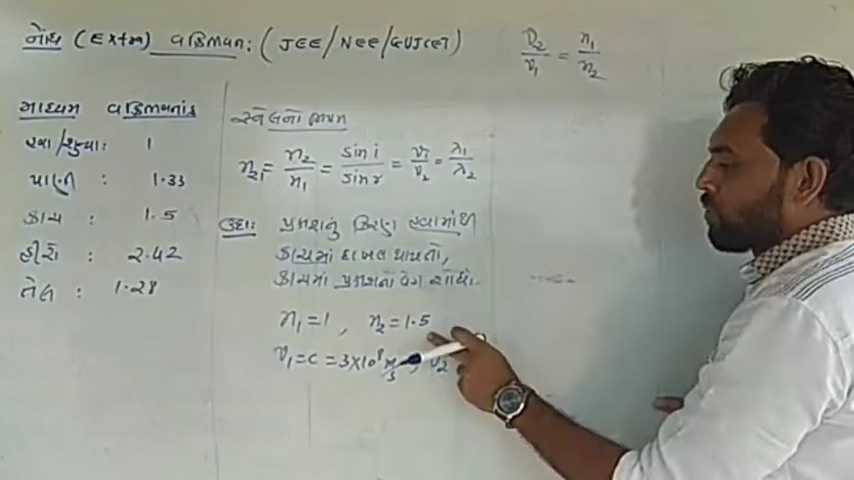 નોંધ (Extra) વક્રિભવન: (JEE/NEE/GUJCET)
v₂/v₁ = n₁/n₂
માધ્યમ વક્રિભવનાંક
હવા/શુન્યા: 1
પાણી : 1.33
કાચ : 1.5
હીરો : 2.42
તેલ : 1.28
સ્નેલનો નિયમ
n₂₁ = n₂/n₁ = sin i/sin r = v₁/v₂ = λ₁/λ₂
ઉદા: પ્રકાશનું કિરણ હવામાંથી
કાચમાં દાખલ થાય તો,
કાચમાં પ્રકાશનો વેગ શોધો.
n₁ = 1 , n₂ = 1.5
v₁ = c = 3×10⁸ m/s , v₂